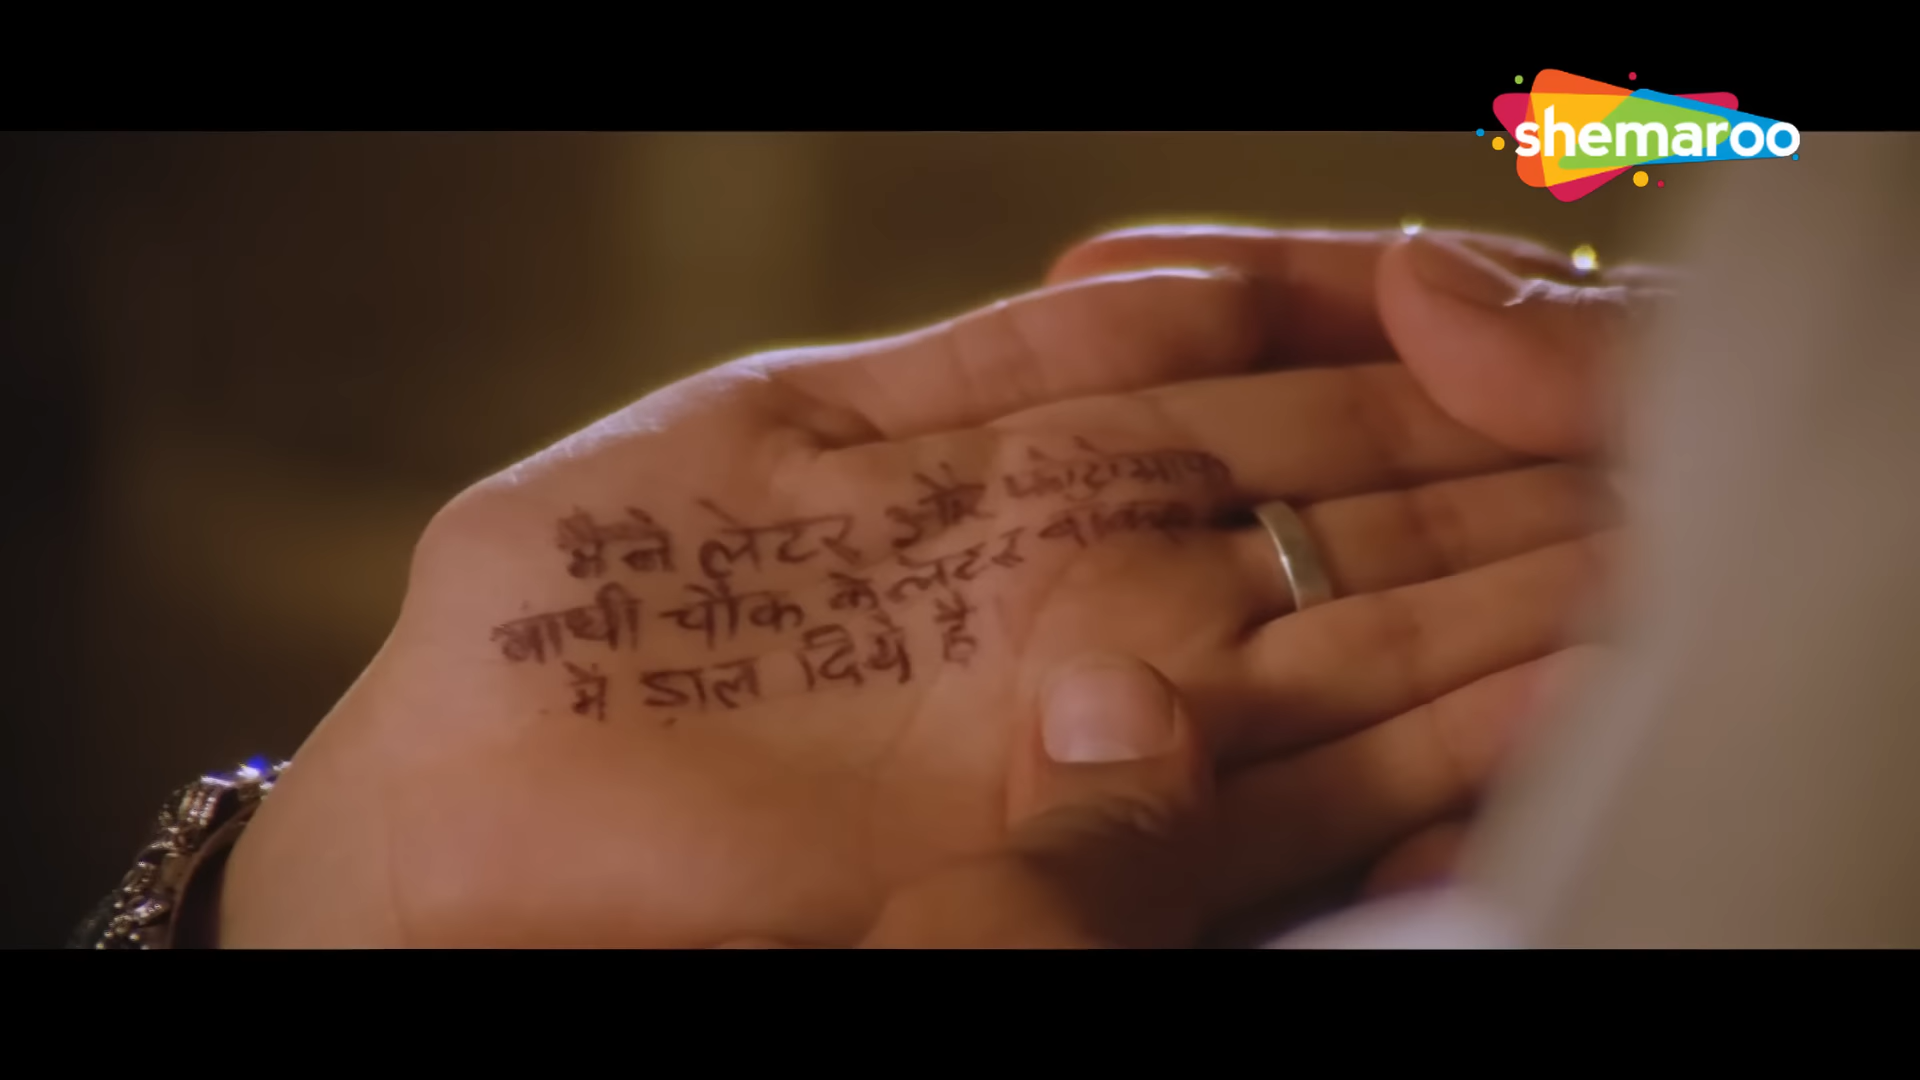 shemaroo
मैने लेटर और फोटोग्राफ
गांधी चौक के लेटर बॉक्स
मे डाल दिये है